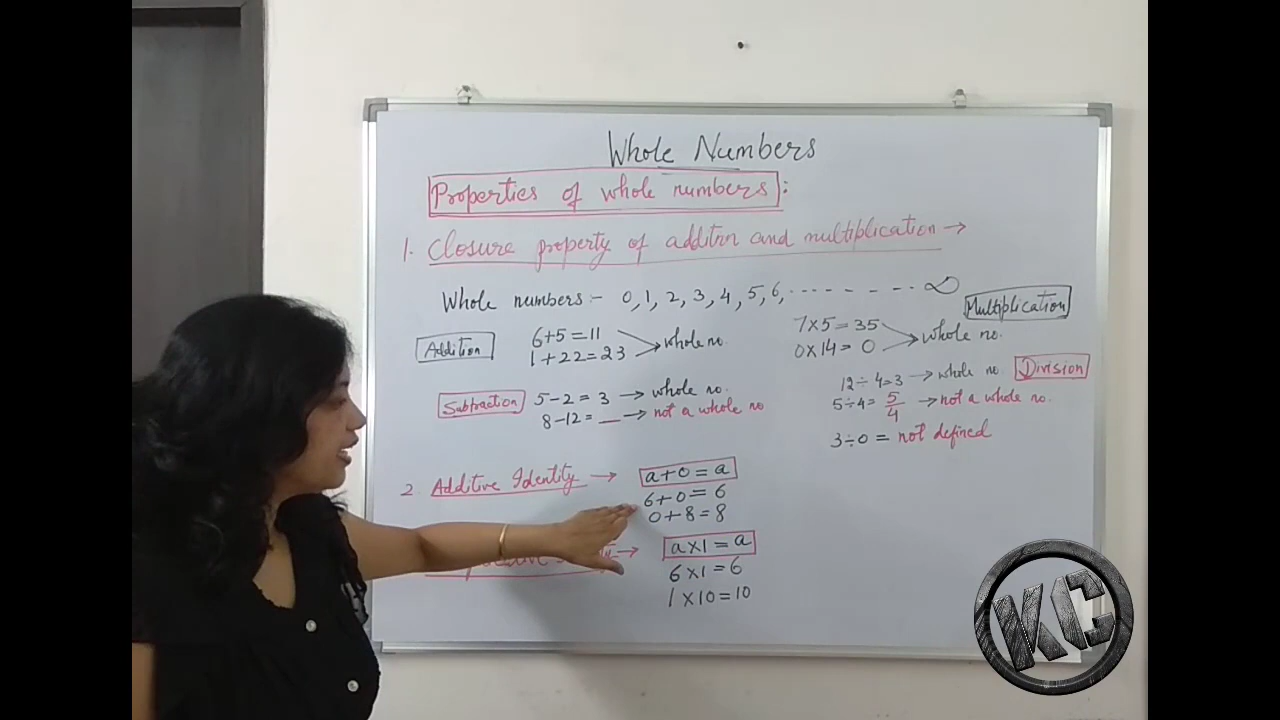 Whole Numbers
Properties of whole numbers:
1. Closure property of addition and multiplication →
Whole numbers:- 0, 1, 2, 3, 4, 5, 6, ------- ∞
Addition
6+5=11
1+22=23
→ whole no.
Multiplication
7×5=35
0×14=0
→ whole no.
Subtraction
5-2=3 → whole no.
8-12=__ → not a whole no
Division
12÷4=3 → whole no.
5÷4=5/4 → not a whole no.
3÷0= not defined
2. Additive Identity → a+0=a
6+0=6
0+8=8
→ a×1=a
6×1=6
1×10=10
KC